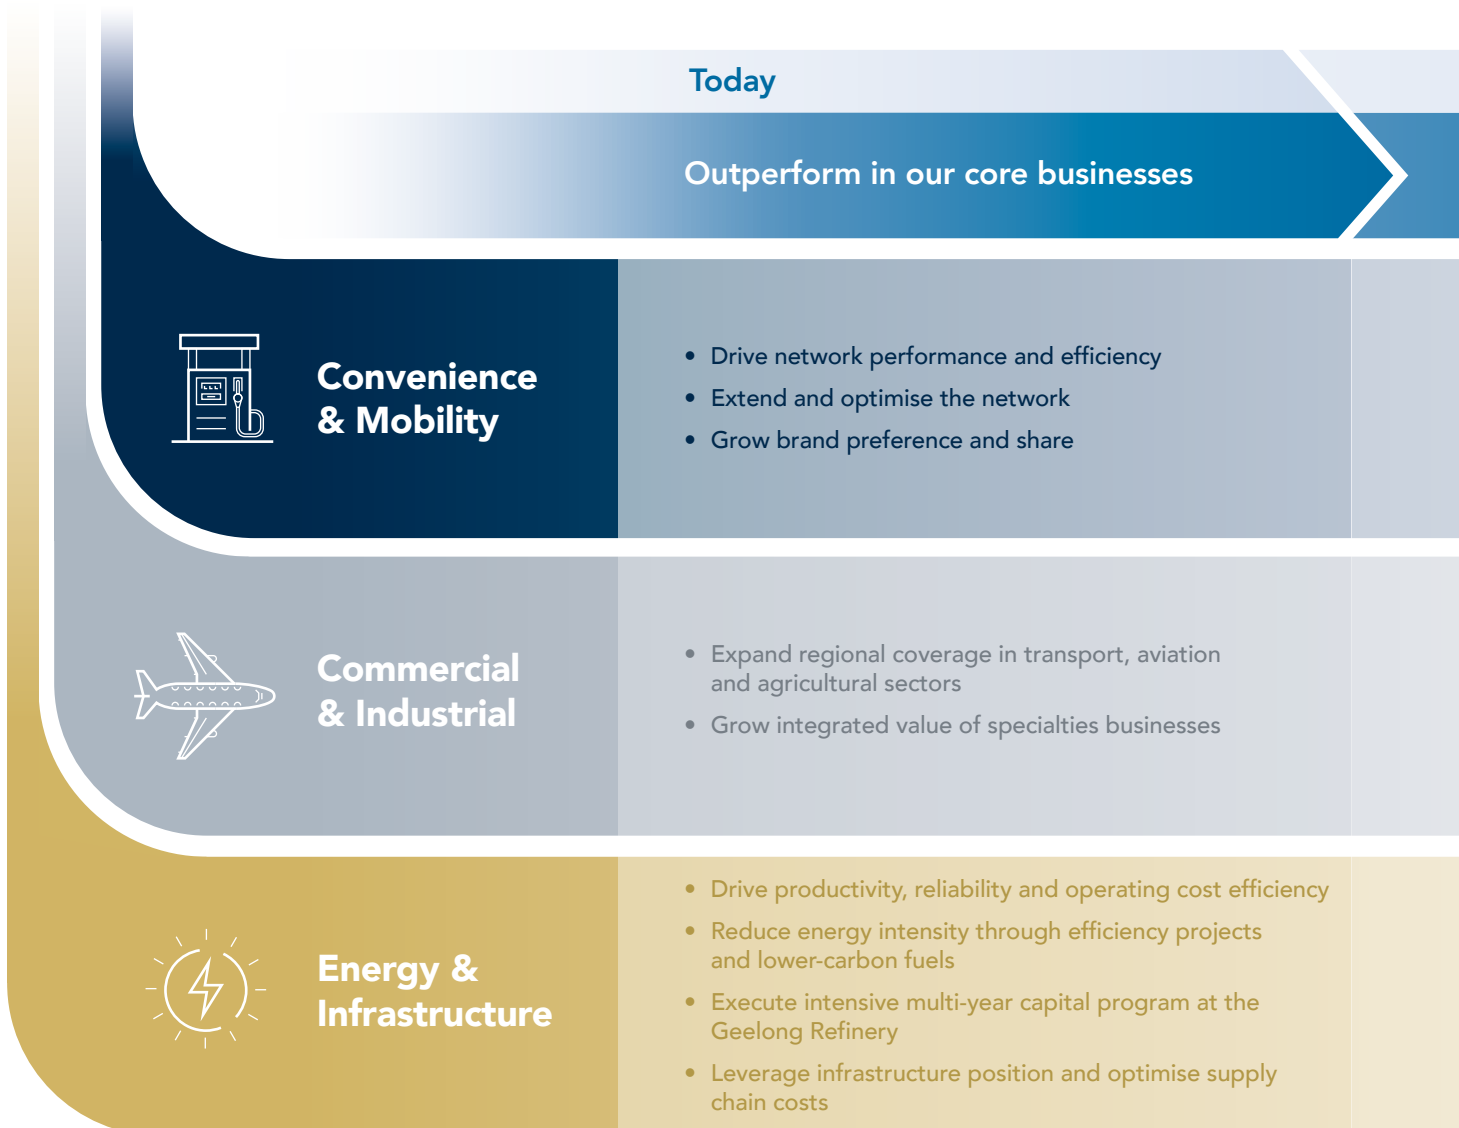 Today
Outperform in our core businesses
Convenience
& Mobility
• Drive network performance and efficiency
• Extend and optimise the network
• Grow brand preference and share
Commercial
& Industrial
• Expand regional coverage in transport, aviation
and agricultural sectors
• Grow integrated value of specialties businesses
Energy &
Infrastructure
• Drive productivity, reliability and operating cost efficiency
• Reduce energy intensity through efficiency projects
and lower-carbon fuels
• Execute intensive multi-year capital program at the
Geelong Refinery
• Leverage infrastructure position and optimise supply
chain costs